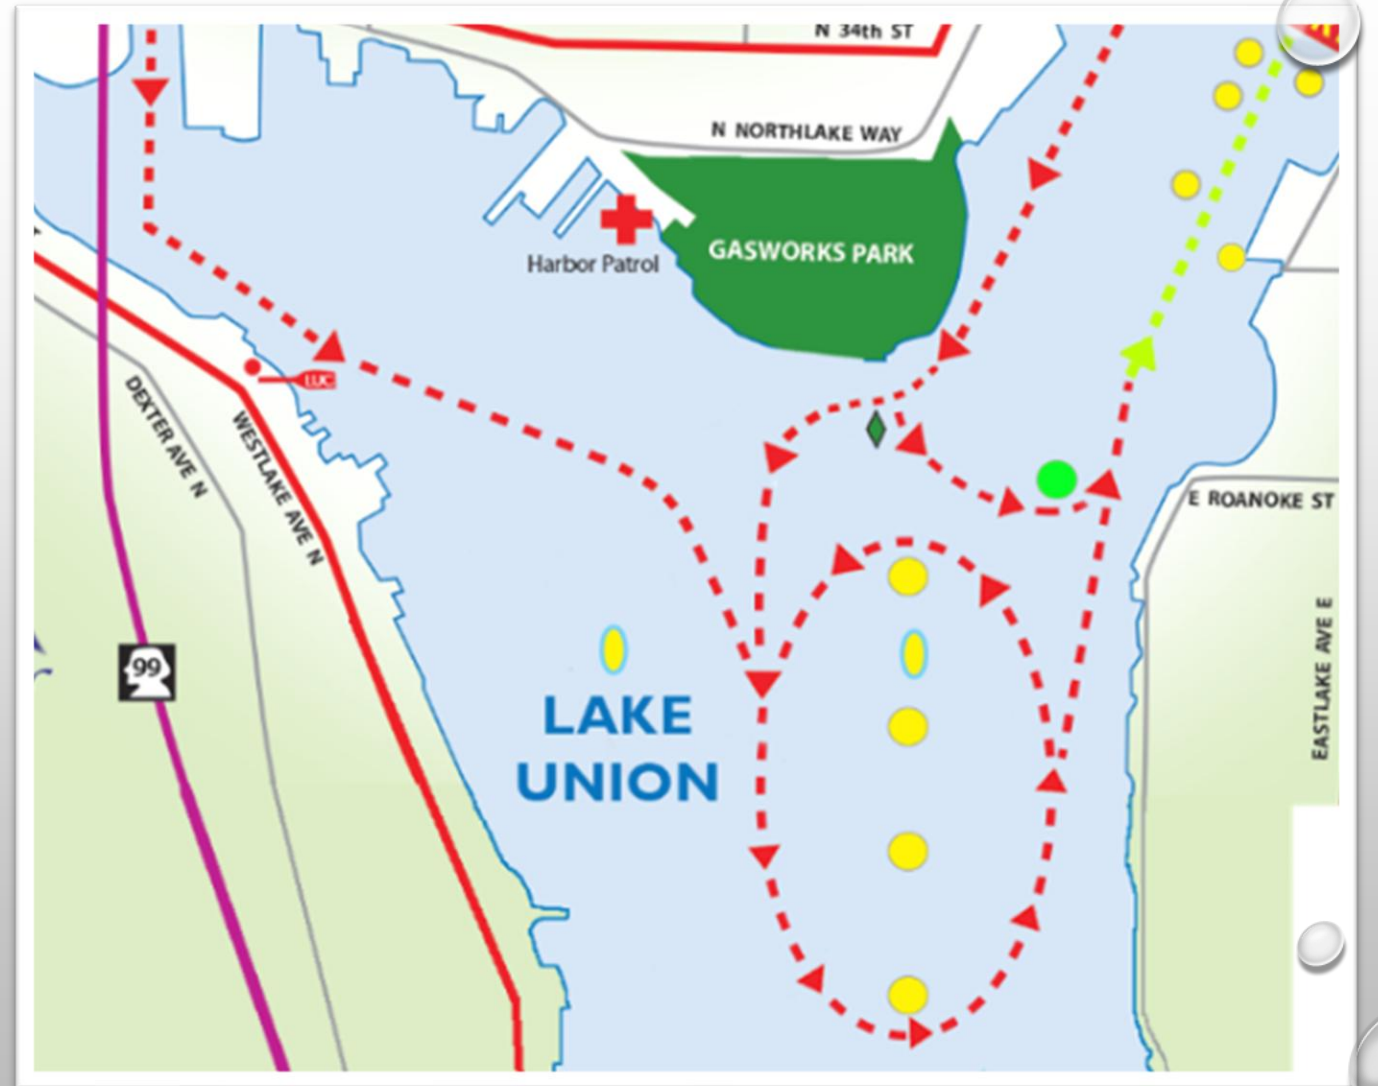 N 34th ST
N NORTHLAKE WAY
GASWORKS PARK
Harbor Patrol
LUC
DEXTER AVE N
WESTLAKE AVE N
E ROANOKE ST
EASTLAKE AVE E
99
LAKE
UNION